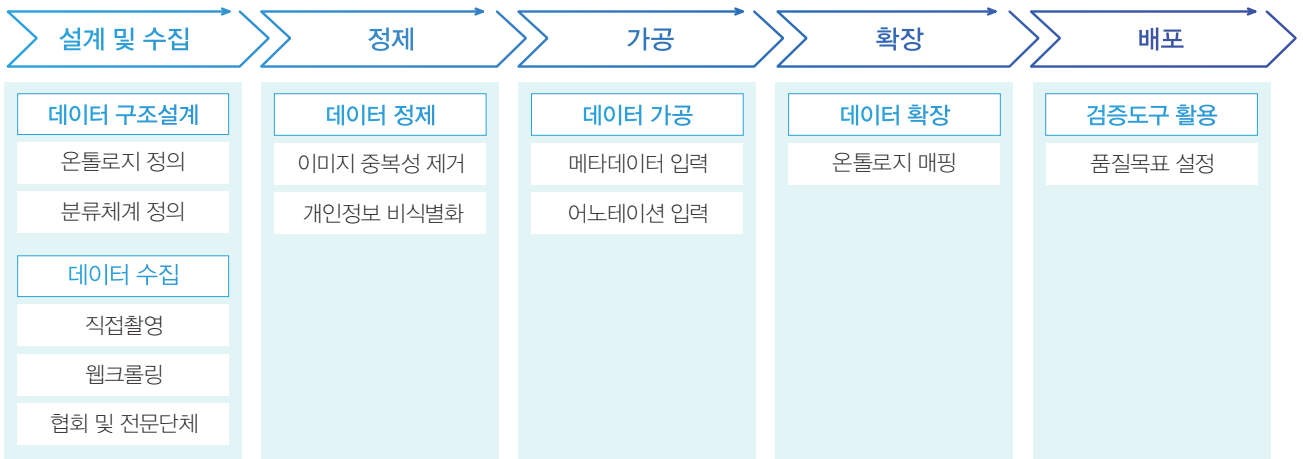 설계 및 수집
정제
가공
확장
배포
데이터 구조설계
온톨로지 정의
분류체계 정의
데이터 수집
직접촬영
웹크롤링
협회 및 전문단체
데이터 정제
이미지 중복성 제거
개인정보 비식별화
데이터 가공
메타데이터 입력
어노테이션 입력
데이터 확장
온톨로지 매핑
검증도구 활용
품질목표 설정